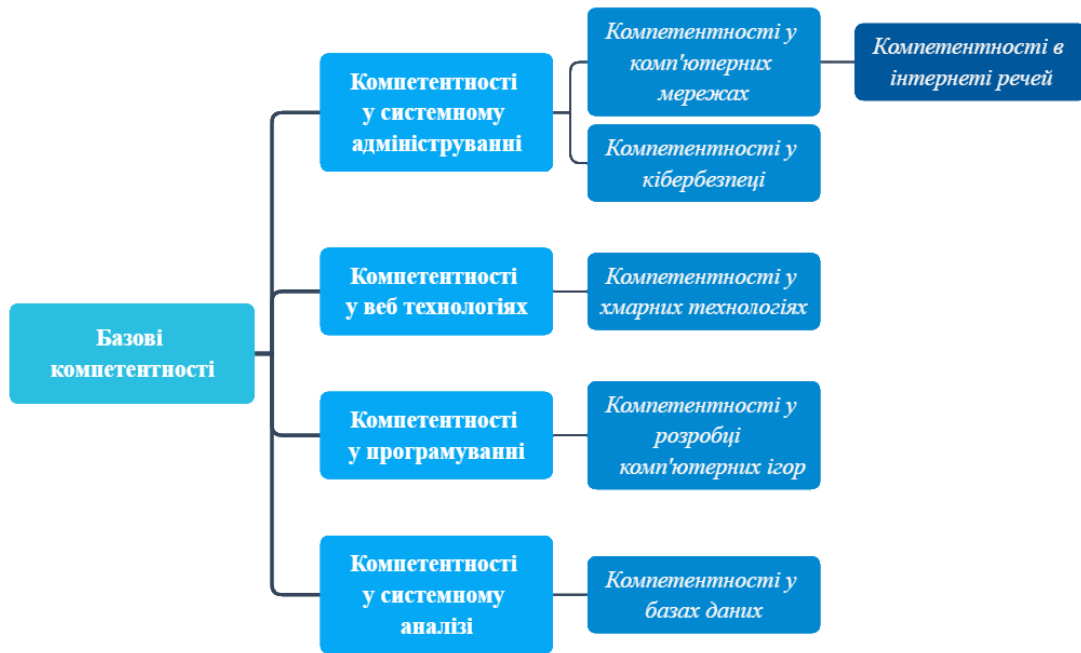 Базові
компетентності
Компетентності
у системному
адмініструванні
Компетентності у
комп'ютерних
мережах
Компетентності в
інтернеті речей
Компетентності у
кібербезпеці
Компетентності
у веб технологіях
Компетентності у
хмарних технологіях
Компетентності
у програмуванні
Компетентності у
розробці
комп'ютерних ігор
Компетентності
у системному
аналізі
Компетентності у
базах даних